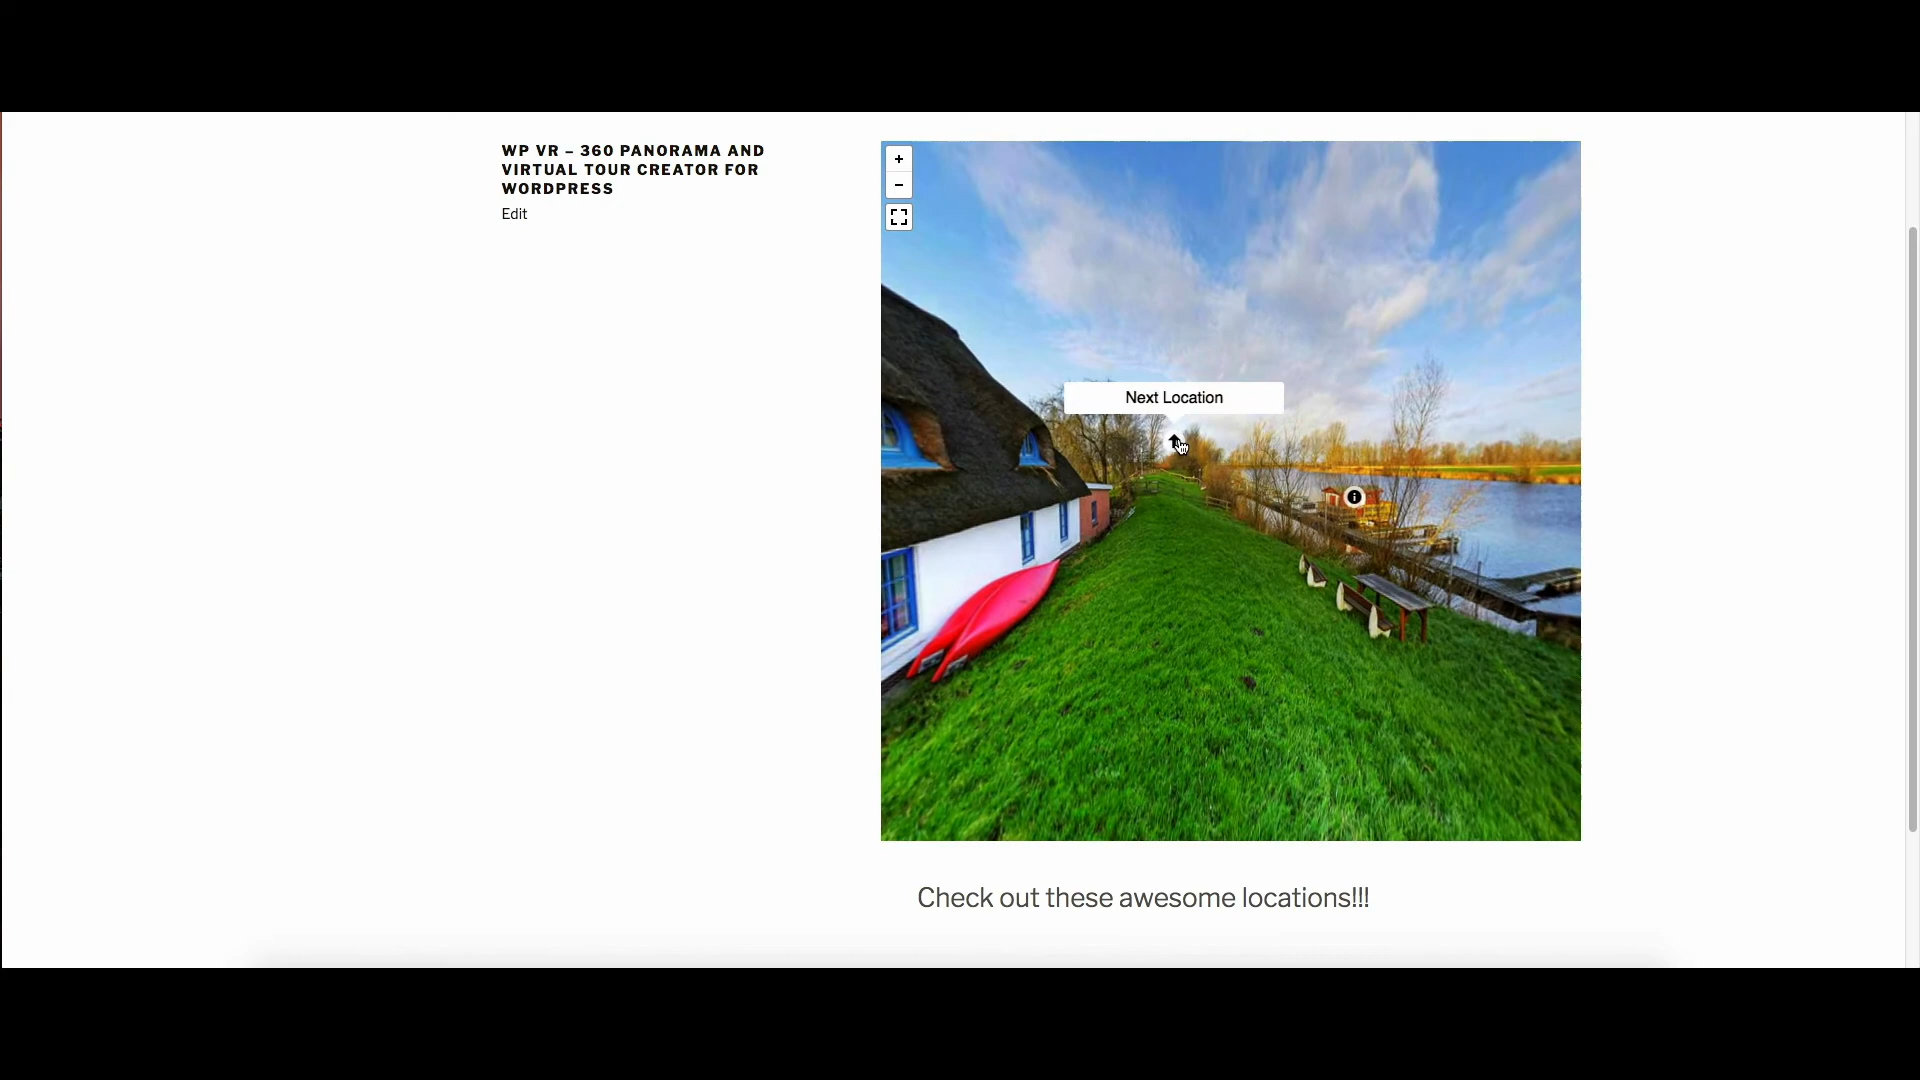 WP VR – 360 PANORAMA AND
VIRTUAL TOUR CREATOR FOR
WORDPRESS
Edit
+
−
Next Location
Check out these awesome locations!!!